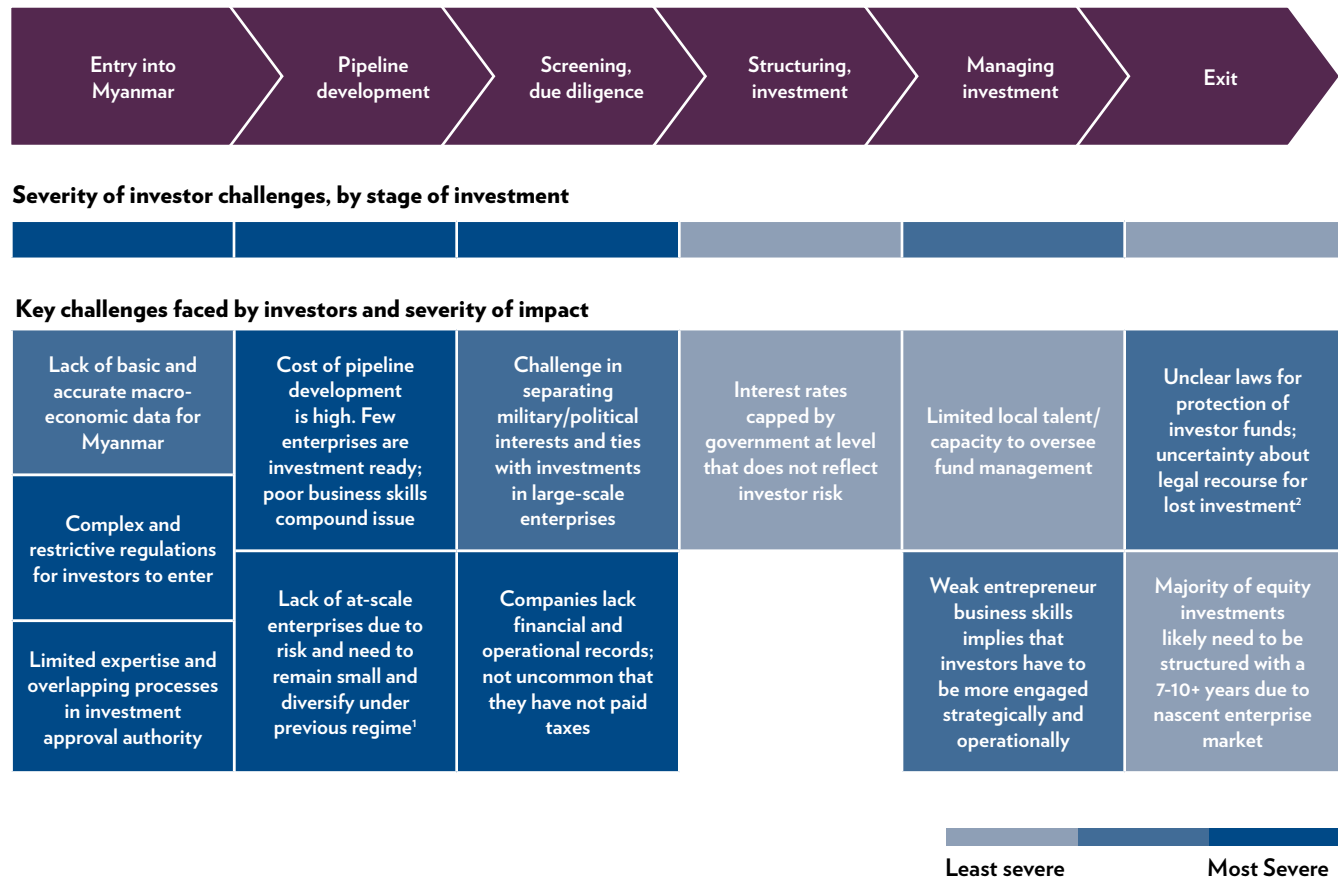 Entry into
Myanmar
Pipeline
development
Screening,
due diligence
Structuring,
investment
Managing
investment
Exit
Severity of investor challenges, by stage of investment
Key challenges faced by investors and severity of impact
Lack of basic and
accurate macro-
economic data for
Myanmar
Complex and
restrictive regulations
for investors to enter
Limited expertise and
overlapping processes
in investment
approval authority
Cost of pipeline
development
is high. Few
enterprises are
investment ready;
poor business skills
compound issue
Lack of at-scale
enterprises due to
risk and need to
remain small and
diversify under
previous regime¹
Challenge in
separating
military/political
interests and ties
with investments
in large-scale
enterprises
Companies lack
financial and
operational records;
not uncommon that
they have not paid
taxes
Interest rates
capped by
government at level
that does not reflect
investor risk
Limited local talent/
capacity to oversee
fund management
Weak entrepreneur
business skills
implies that
investors have to
be more engaged
strategically and
operationally
Unclear laws for
protection of
investor funds;
uncertainty about
legal recourse for
lost investment²
Majority of equity
investments
likely need to be
structured with a
7-10+ years due to
nascent enterprise
market
Least severe
Most Severe